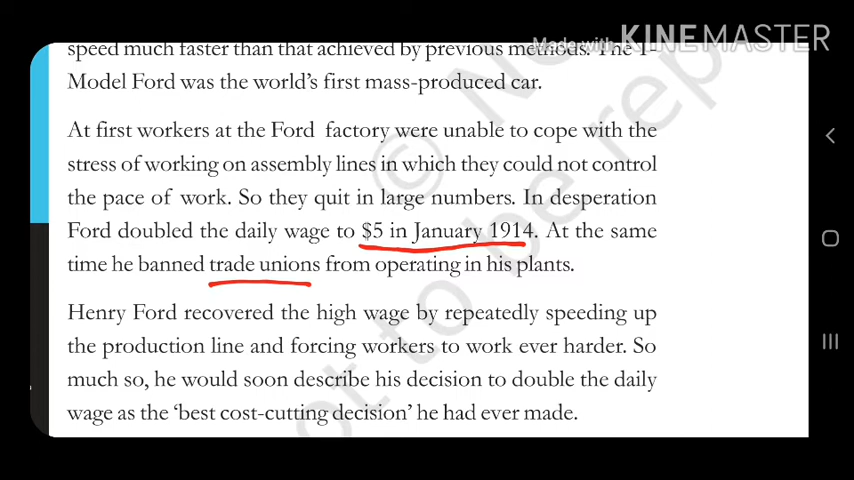 Made with KINEMASTER
speed much faster than that achieved by previous methods. The T-
Model Ford was the world's first mass-produced car.
At first workers at the Ford factory were unable to cope with the
stress of working on assembly lines in which they could not control
the pace of work. So they quit in large numbers. In desperation
Ford doubled the daily wage to $5 in January 1914. At the same
time he banned trade unions from operating in his plants.
Henry Ford recovered the high wage by repeatedly speeding up
the production line and forcing workers to work ever harder. So
much so, he would soon describe his decision to double the daily
wage as the 'best cost-cutting decision' he had ever made.